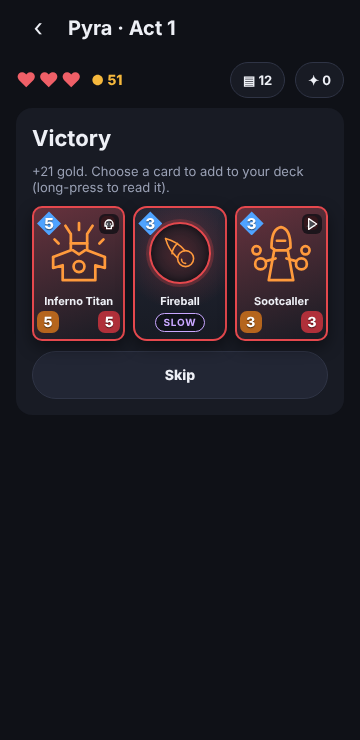 Pyra · Act 1
51
12
0
Victory
+21 gold. Choose a card to add to your deck
(long-press to read it).
5
3
3
Inferno Titan
Fireball
Sootcaller
5
5
SLOW
3
3
Skip